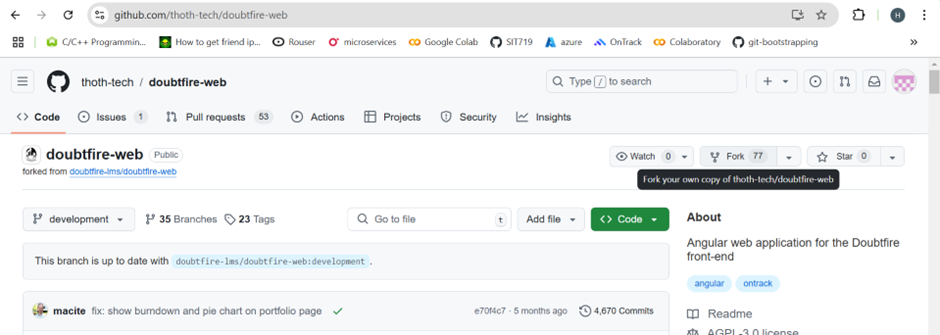 github.com/thoth-tech/doubtfire-web H
C/C++ Programmin... How to get friend ip... Rouser microservices Google Colab SIT719 azure OnTrack Colaboratory git-bootstrapping »
thoth-tech / doubtfire-web Type / to search
Code Issues 1 Pull requests 53 Actions Projects Security Insights
doubtfire-web Public Watch 0 Fork 77 Star 0
forked from doubtfire-lms/doubtfire-web
Fork your own copy of thoth-tech/doubtfire-web
development 35 Branches 23 Tags Go to file t Add file Code
About
This branch is up to date with doubtfire-lms/doubtfire-web:development.
Angular web application for the Doubtfire
front-end
angular ontrack
macite fix: show burndown and pie chart on portfolio page e70f4c7 · 5 months ago 4,670 Commits
Readme
AGPL-3.0 license